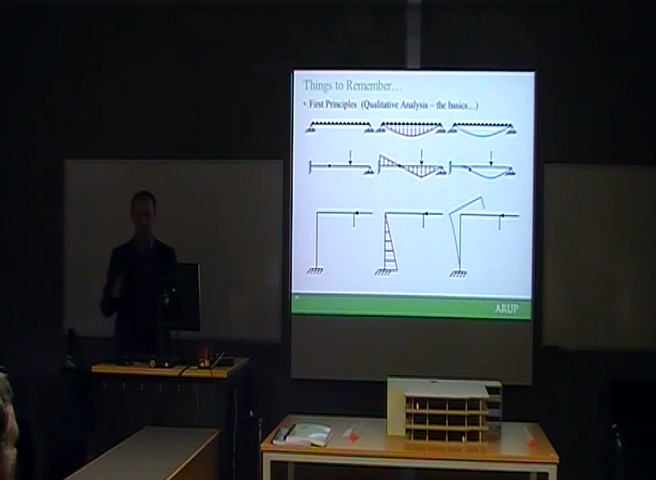 Things to Remember…
• First Principles (Qualitative Analysis – the basics…)
ARUP